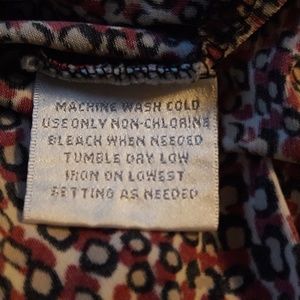 MACHINE WASH COLD
USE ONLY NON-CHLORINE
BLEACH WHEN NEEDED
TUMBLE DRY LOW
IRON ON LOWEST
SETTING AS NEEDED